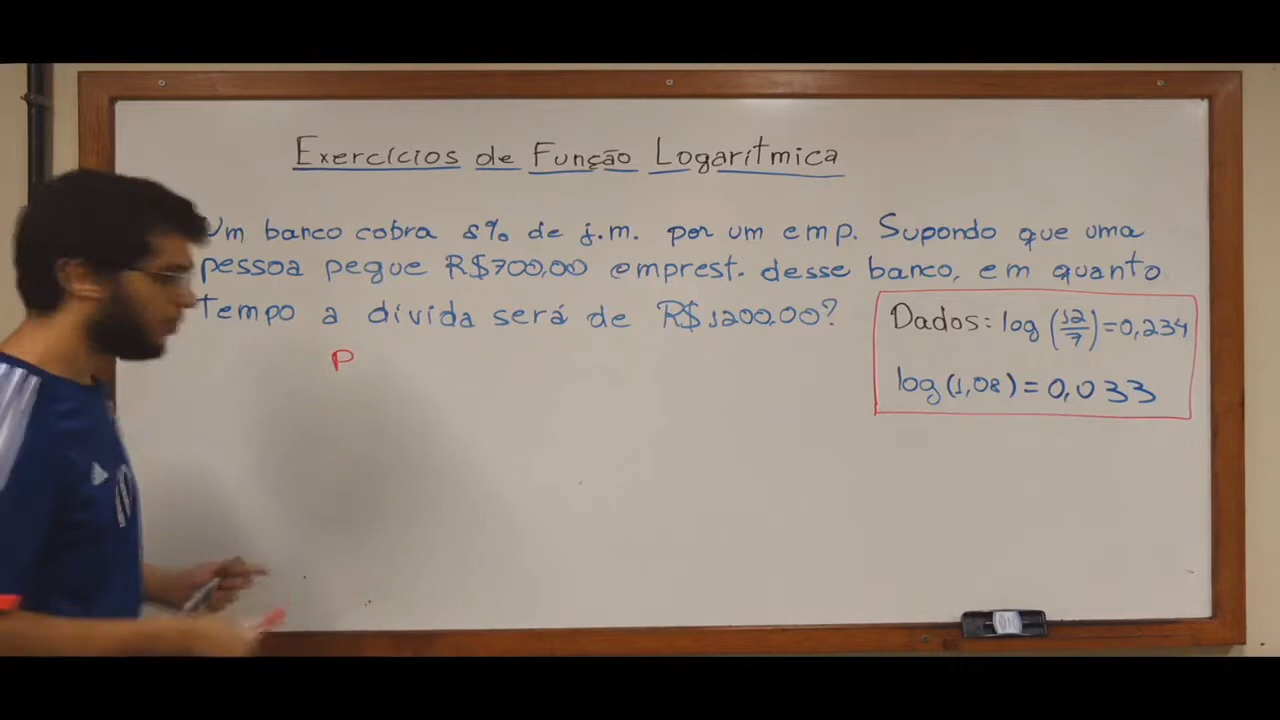 Exercícios de Função Logarítmica
Um banco cobra 8% de j.m. por um emp. Supondo que uma
pessoa pegue R$700,00 emprest. desse banco, em quanto
tempo a dívida será de R$1200,00?
Dados: log (12/7) = 0,234
log (1,08) = 0,033
P